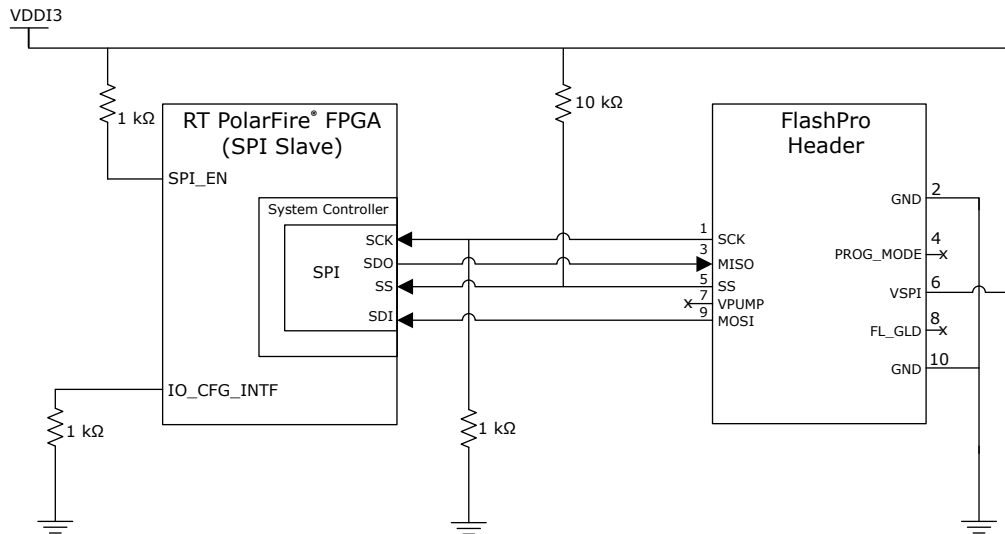 VDDI3
1 kΩ
10 kΩ
RT PolarFire® FPGA
(SPI Slave)
FlashPro
Header
SPI_EN
System Controller
SPI
SCK
SDO
SS
SDI
IO_CFG_INTF
1 kΩ
1 kΩ
1
SCK
3
MISO
5
SS
7
VPUMP
9
MOSI
GND
2
PROG_MODE
4
VSPI
6
FL_GLD
8
GND
10